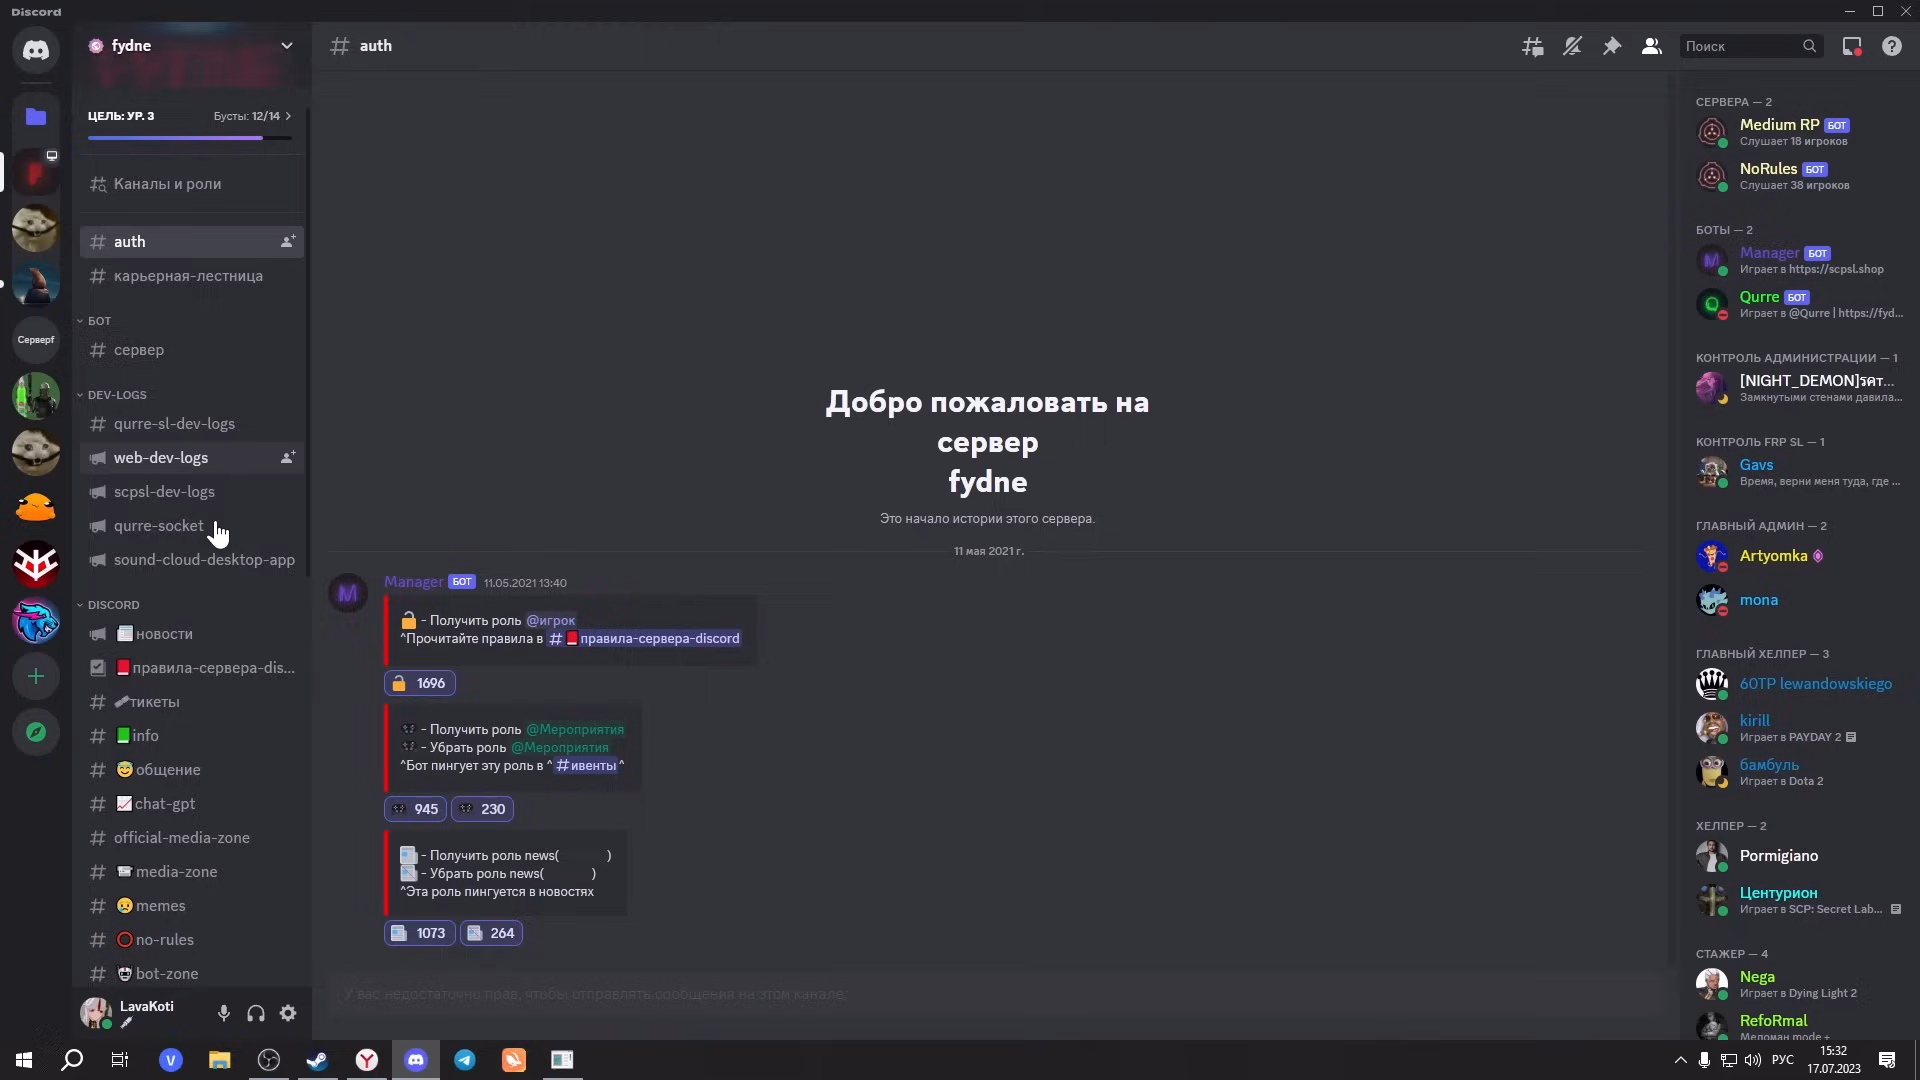 Discord
fydne
ЦЕЛЬ: УР. 3
Бусты: 12/14
Каналы и роли
auth
карьерная-лестница
БОТ
сервер
DEV-LOGS
qurre-sl-dev-logs
web-dev-logs
scpsl-dev-logs
qurre-socket
sound-cloud-desktop-app
DISCORD
новости
правила-сервера-dis...
тикеты
info
общение
chat-gpt
official-media-zone
media-zone
memes
no-rules
bot-zone
LavaKoti
Серверf
auth
Поиск
Добро пожаловать на
сервер
fydne
Это начало истории этого сервера.
11 мая 2021 г.
Manager БОТ 11.05.2021 13:40
- Получить роль @игрок
^Прочитайте правила в # правила-сервера-discord
1696
- Получить роль @Мероприятия
- Убрать роль @Мероприятия
^Бот пингует эту роль в ^ #ивенты ^
945 230
- Получить роль news( )
- Убрать роль news( )
^Эта роль пингуется в новостях
1073 264
У вас недостаточно прав, чтобы отправлять сообщения на этом канале.
СЕРВЕРА — 2
Medium RP БОТ
Слушает 18 игроков
NoRules БОТ
Слушает 38 игроков
БОТЫ — 2
Manager БОТ
Играет в https://scpsl.shop
Qurre БОТ
Играет в @Qurre | https://fyd...
КОНТРОЛЬ АДМИНИСТРАЦИИ — 1
Замкнутыми стенами давила...
КОНТРОЛЬ FRP SL — 1
Gavs
Время, верни меня туда, где ...
ГЛАВНЫЙ АДМИН — 2
Artyomka
mona
ГЛАВНЫЙ ХЕЛПЕР — 3
60TP lewandowskiego
kirill
Играет в PAYDAY 2
бамбуль
Играет в Dota 2
ХЕЛПЕР — 2
Pormigiano
Центурион
Играет в SCP: Secret Lab...
СТАЖЕР — 4
Nega
Играет в Dying Light 2
RefoRmal
Меломан mode +
РУС
15:32
17.07.2023